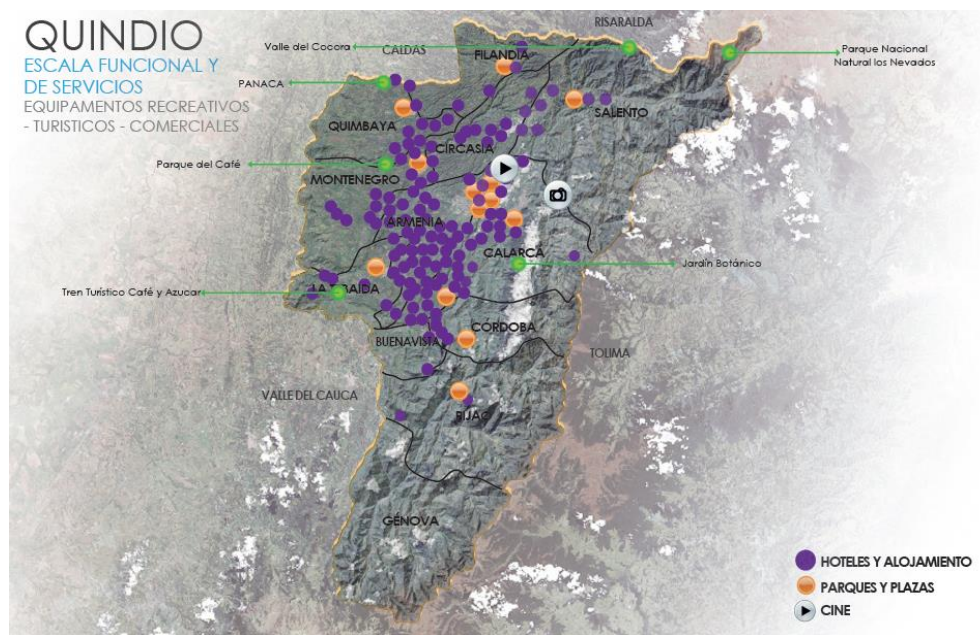 QUINDIO
ESCALA FUNCIONAL Y
DE SERVICIOS
EQUIPAMENTOS RECREATIVOS
- TURISTICOS - COMERCIALES
RISARALDA
Valle del Cocora
CALDAS
FILANDIA
Parque Nacional
Natural los Nevados
PANACA
SALENTO
QUIMBAYA
CIRCASIA
Parque del Café
MONTENEGRO
ARMENIA
CALARCÁ
Jardín Botánico
Tren Turístico Café y Azucar
CÓRDOBA
BUENAVISTA
TOLIMA
VALLE DEL CAUCA
PIJAO
GÉNOVA
HOTELES Y ALOJAMIENTO
PARQUES Y PLAZAS
CINE